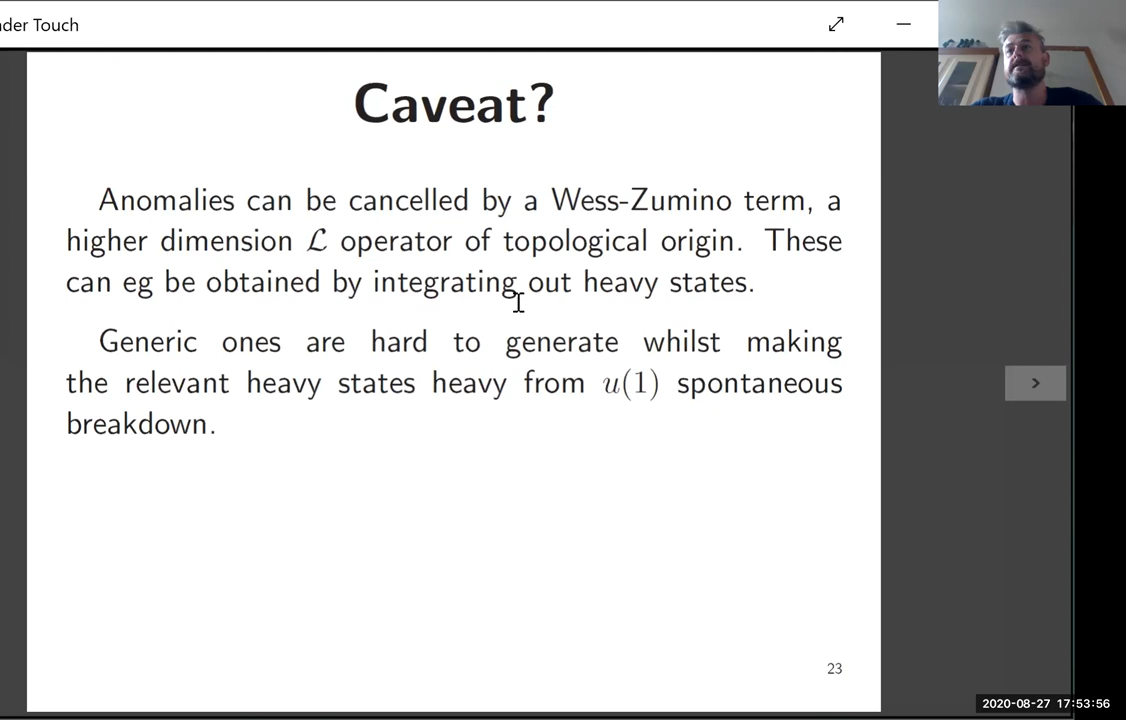 der Touch
Caveat?
Anomalies can be cancelled by a Wess-Zumino term, a
higher dimension ℒ operator of topological origin. These
can eg be obtained by integrating out heavy states.
Generic ones are hard to generate whilst making
the relevant heavy states heavy from u(1) spontaneous
breakdown.
23
2020-08-27 17:53:56